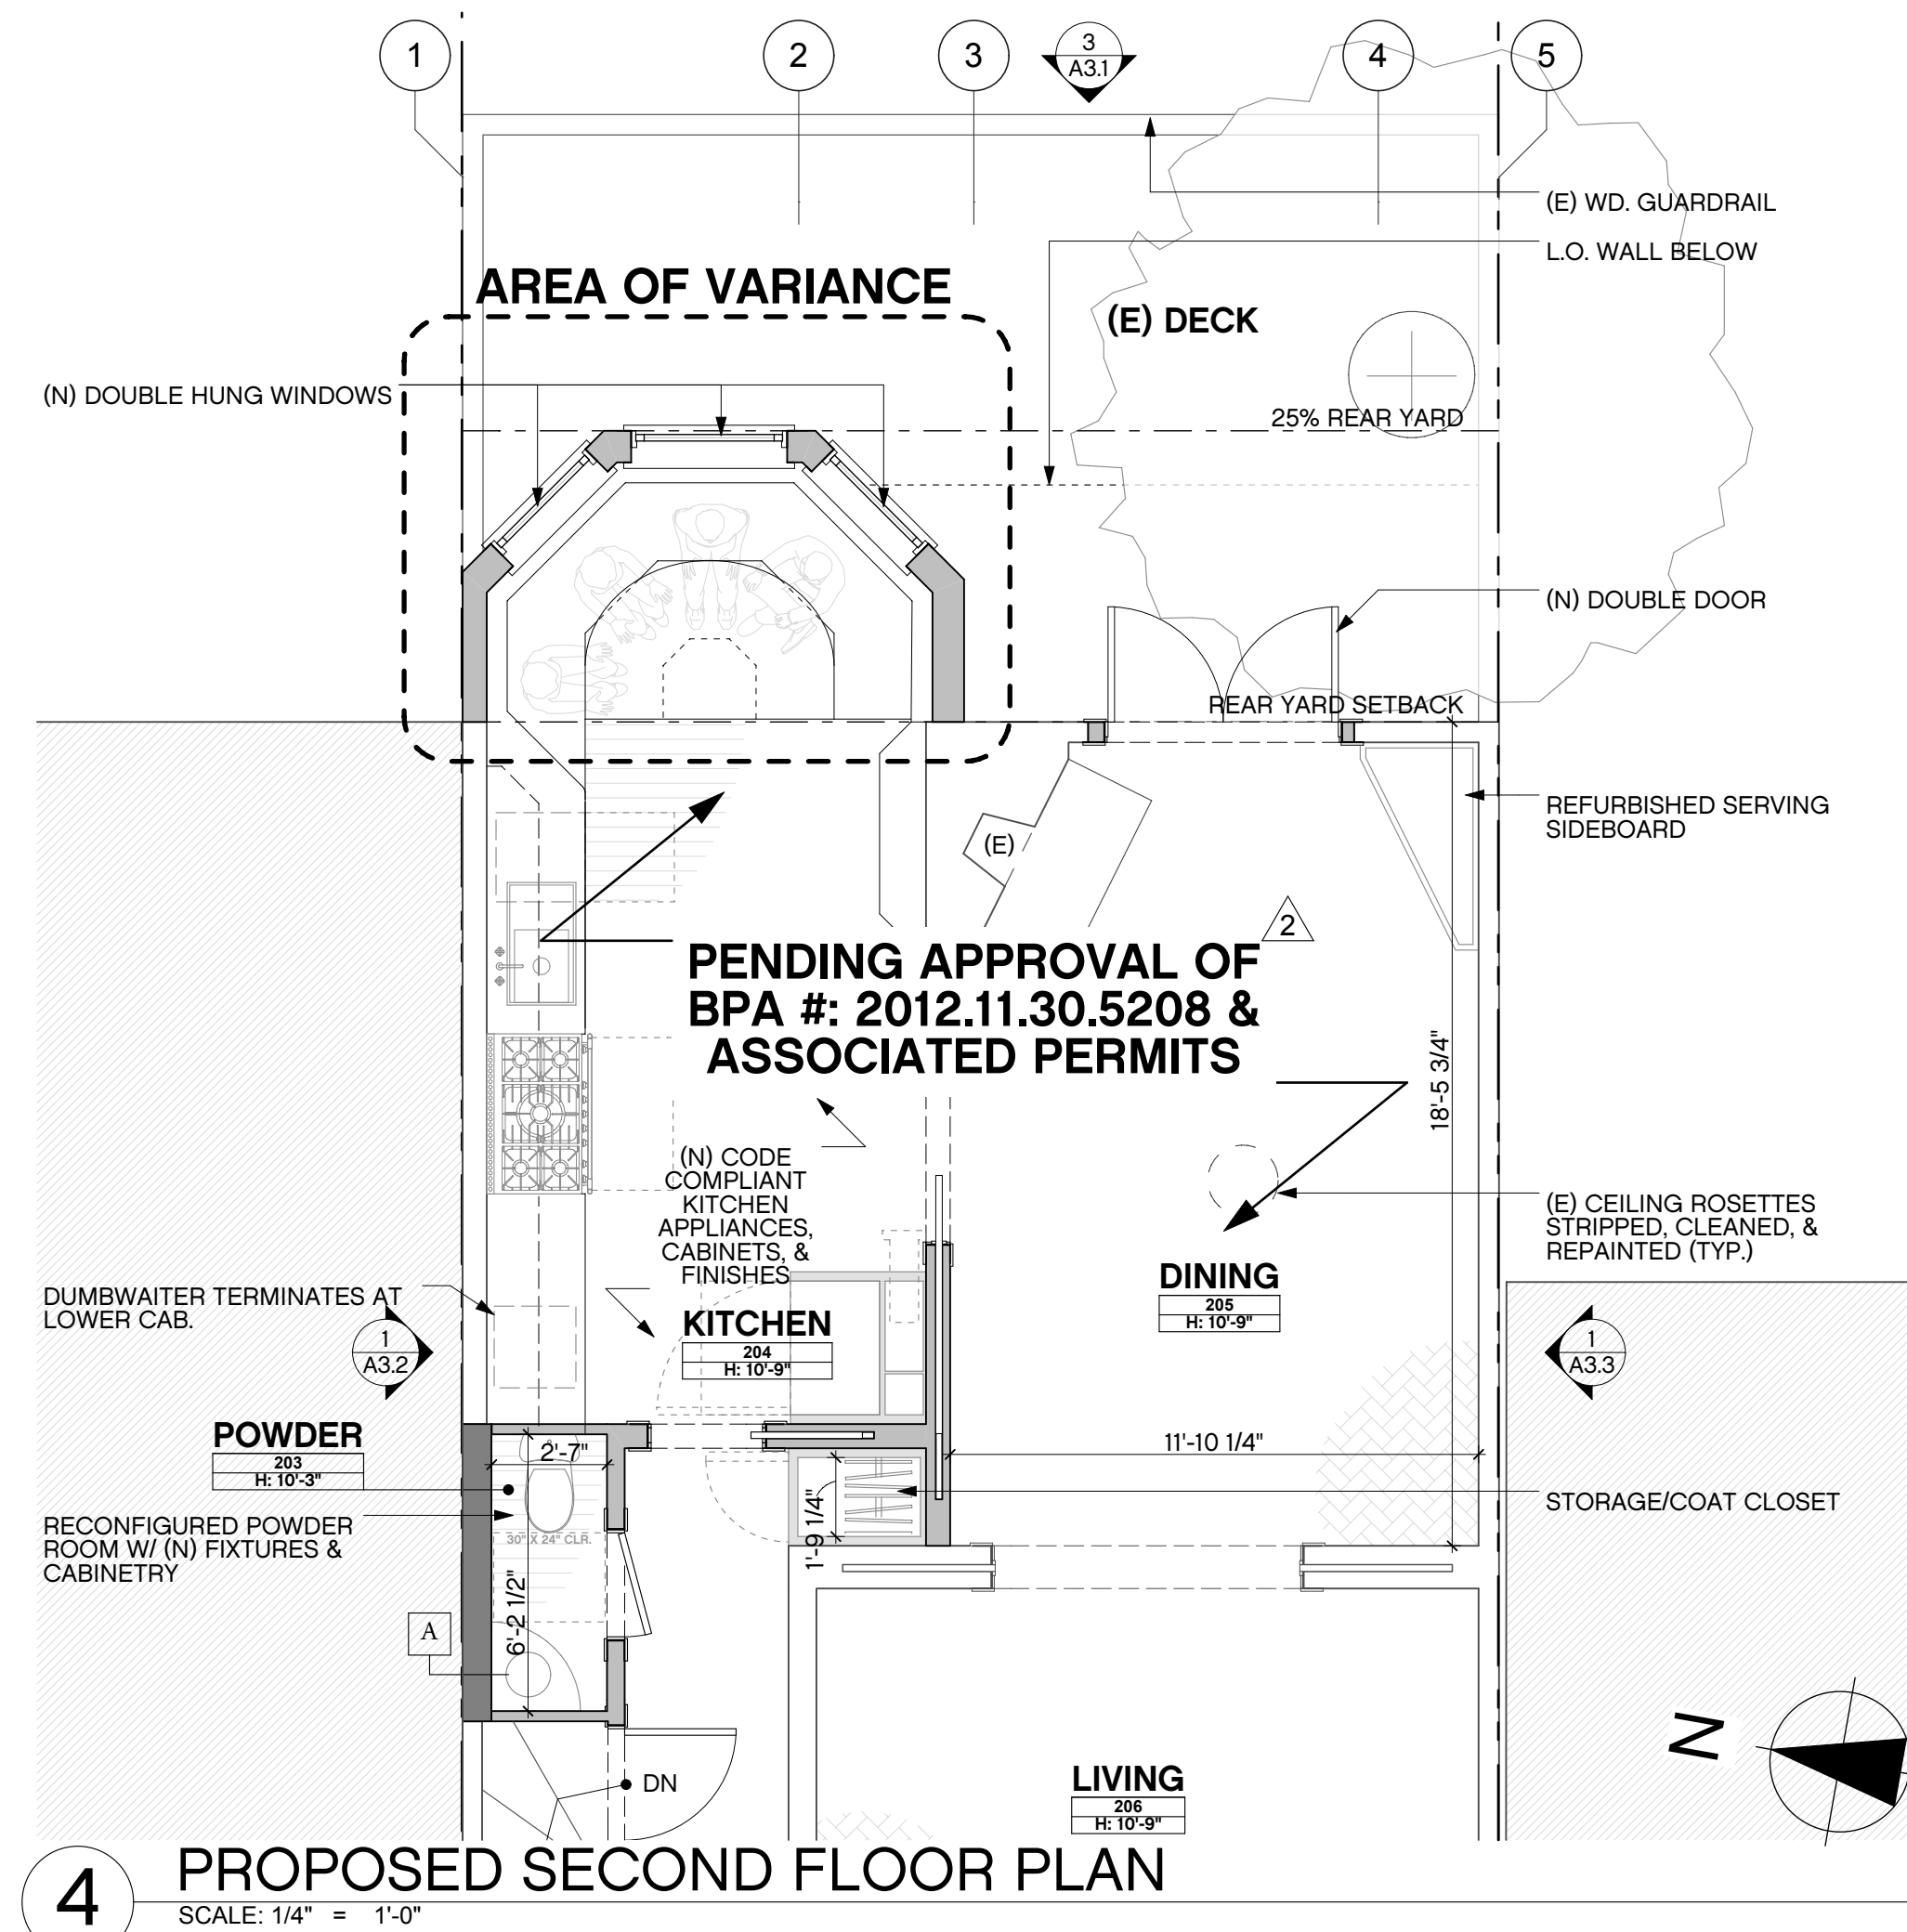 1
2
3
3
A3.1
4
5
(E) WD. GUARDRAIL
L.O. WALL BELOW
AREA OF VARIANCE
(E) DECK
(N) DOUBLE HUNG WINDOWS
25% REAR YARD
(N) DOUBLE DOOR
REAR YARD SETBACK
REFURBISHED SERVING
SIDEBOARD
(E)
2
PENDING APPROVAL OF
BPA #: 2012.11.30.5208 &
ASSOCIATED PERMITS
18'-5 3/4"
(N) CODE
COMPLIANT
KITCHEN
APPLIANCES,
CABINETS, &
FINISHES
(E) CEILING ROSETTES
STRIPPED, CLEANED, &
REPAINTED (TYP.)
DUMBWAITER TERMINATES AT
LOWER CAB.
1
A3.2
KITCHEN
204
H: 10'-9"
DINING
205
H: 10'-9"
1
A3.3
POWDER
203
H: 10'-3"
2'-7"
11'-10 1/4"
1'-9 1/4"
STORAGE/COAT CLOSET
RECONFIGURED POWDER
ROOM W/ (N) FIXTURES &
CABINETRY
30" X 24" CLR.
6'-2 1/2"
A
DN
LIVING
206
H: 10'-9"
N
4
PROPOSED SECOND FLOOR PLAN
SCALE: 1/4" = 1'-0"